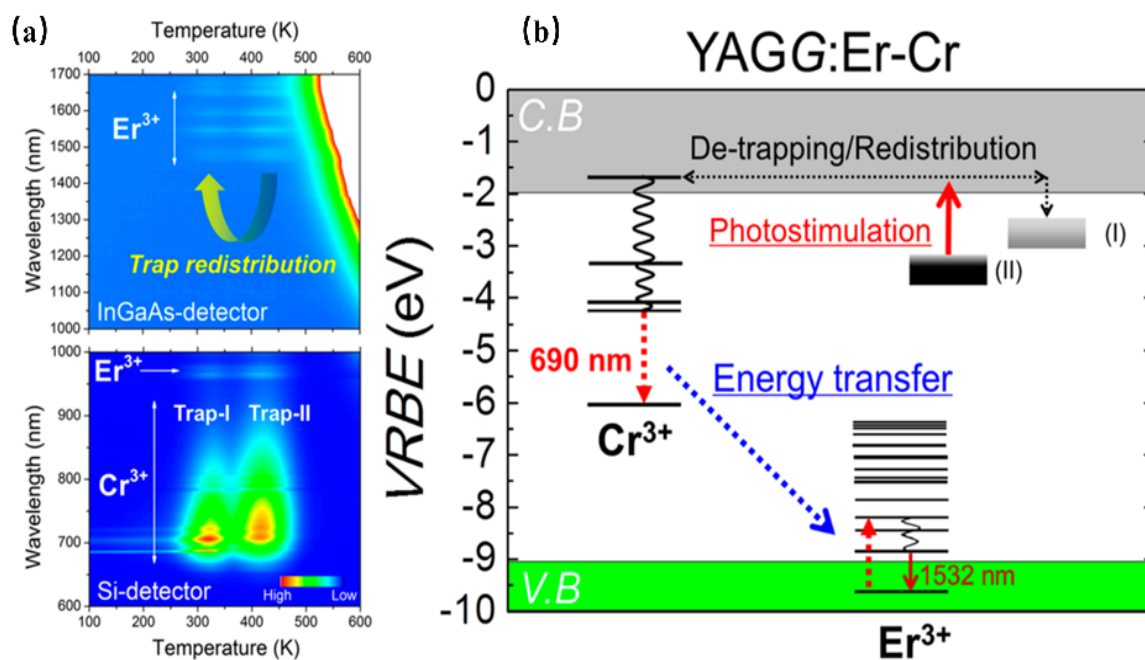 (a)
Temperature (K)
100 200 300 400 500 600
1700
1600
1500
1400
1300
1200
1100
1000
Wavelength (nm)
Er³⁺
Trap redistribution
InGaAs-detector
1000
900
800
700
600
Wavelength (nm)
Er³⁺
Trap-I Trap-II
Cr³⁺
Si-detector
High Low
100 200 300 400 500 600
Temperature (K)
(b)
YAGG:Er-Cr
VRBE (eV)
0
-1
-2
-3
-4
-5
-6
-7
-8
-9
-10
C.B
De-trapping/Redistribution
Photostimulation
(I)
(II)
690 nm
Energy transfer
Cr³⁺
1532 nm
V.B
Er³⁺